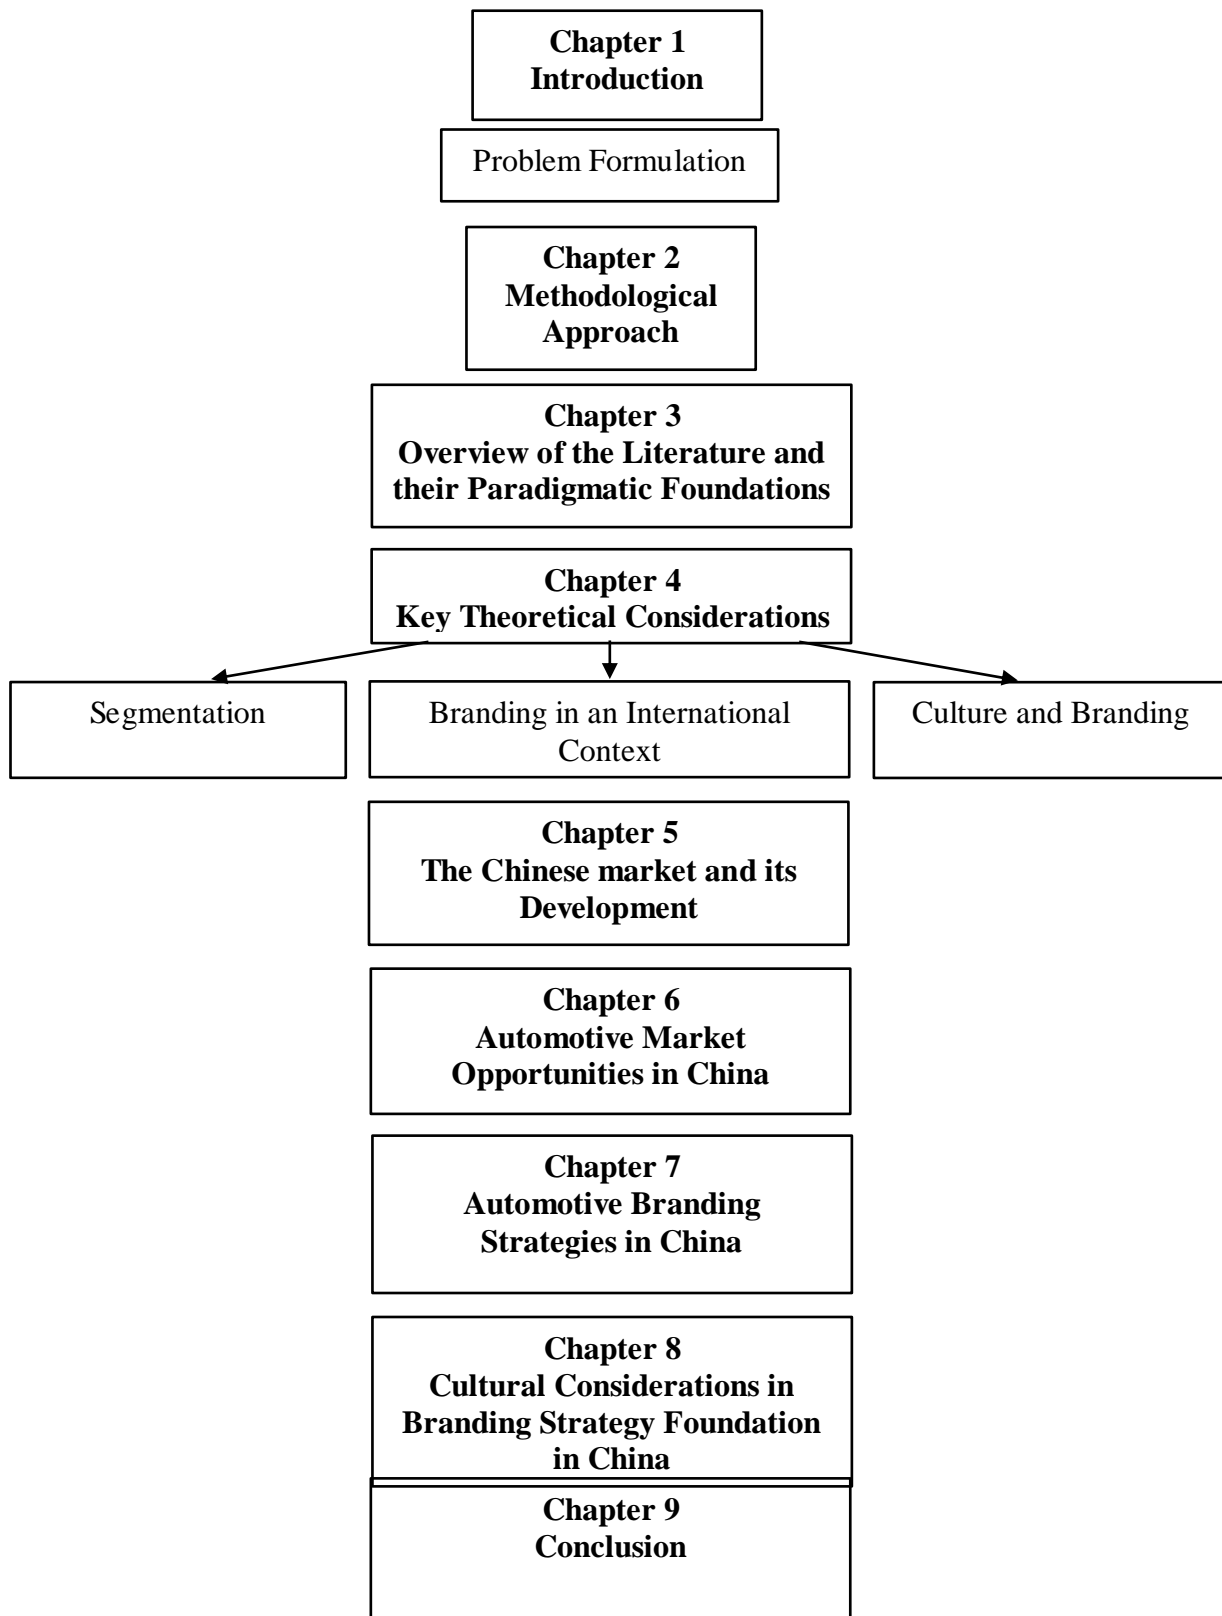 Chapter 1
Introduction
Problem Formulation
Chapter 2
Methodological
Approach
Chapter 3
Overview of the Literature and
their Paradigmatic Foundations
Chapter 4
Key Theoretical Considerations
Segmentation
Branding in an International
Context
Culture and Branding
Chapter 5
The Chinese market and its
Development
Chapter 6
Automotive Market
Opportunities in China
Chapter 7
Automotive Branding
Strategies in China
Chapter 8
Cultural Considerations in
Branding Strategy Foundation
in China
Chapter 9
Conclusion